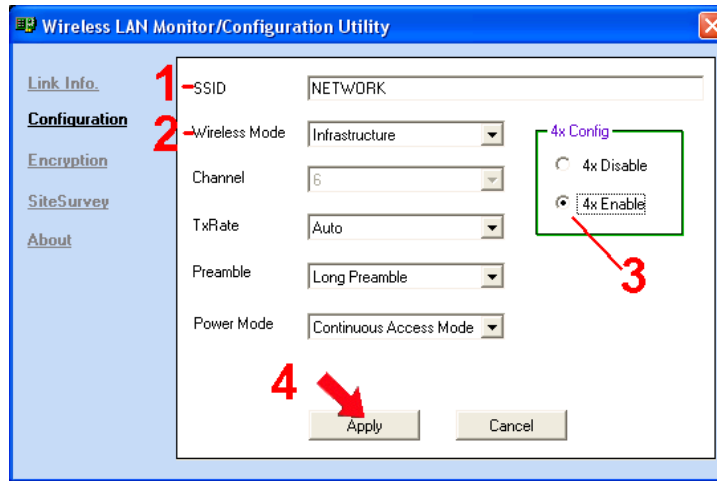 Wireless LAN Monitor/Configuration Utility
Link Info.
Configuration
Encryption
SiteSurvey
About
1 SSID NETWORK
2 Wireless Mode Infrastructure
Channel 6
TxRate Auto
Preamble Long Preamble
Power Mode Continuous Access Mode
4x Config
4x Disable
4x Enable
3
4
Apply Cancel